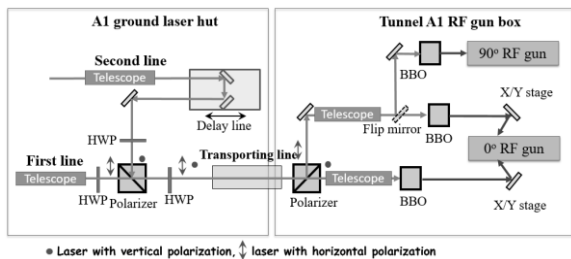 A1 ground laser hut
Tunnel A1 RF gun box
Second line
Telescope
BBO
90° RF gun
X/Y stage
Delay line
Telescope
Flip mirror
BBO
HWP
First line
Transporting line
0° RF gun
Telescope
HWP
Polarizer
HWP
Polarizer
Telescope
BBO
X/Y stage
Laser with vertical polarization, laser with horizontal polarization